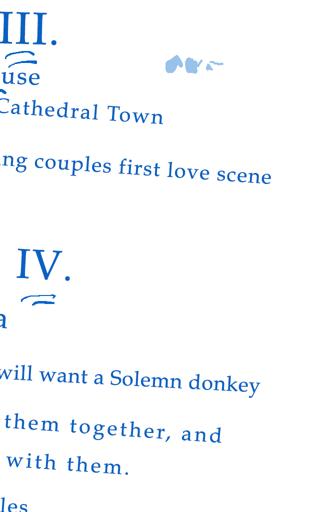 III.
use
Cathedral Town
ng couples first love scene
IV.
a
will want a Solemn donkey
them together, and
with them.
les